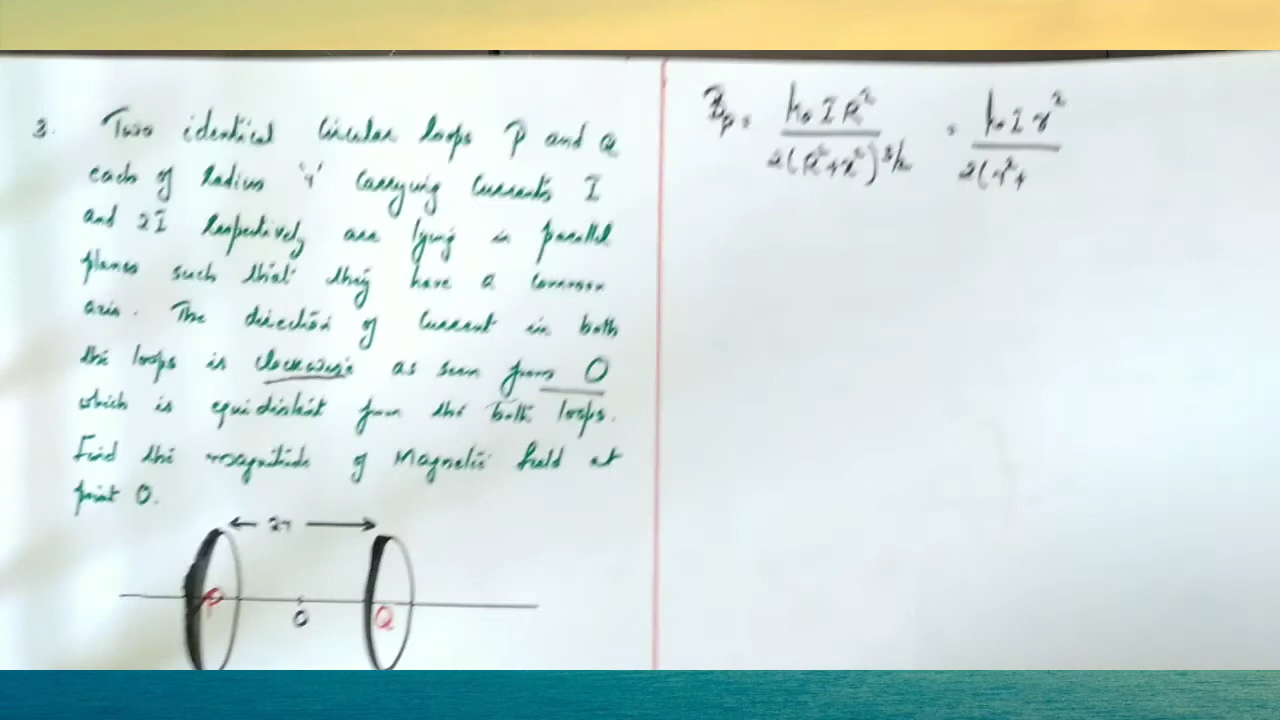 3. Two identical Circular loops P and Q
each of Radius 'r' Carrying Currents I
and 2I Respectively are lying in parallel
planes such that they have a common
axis. The direction of Current in both
the loops is clockwise as seen from O
which is equidistant from the both loops.
Find the magnitude of Magnetic field at
point O.
← 2r →
P O Q
Bp = μ₀IR² / 2(R²+x²)^3/2 = μ₀Ir² / 2(r²+